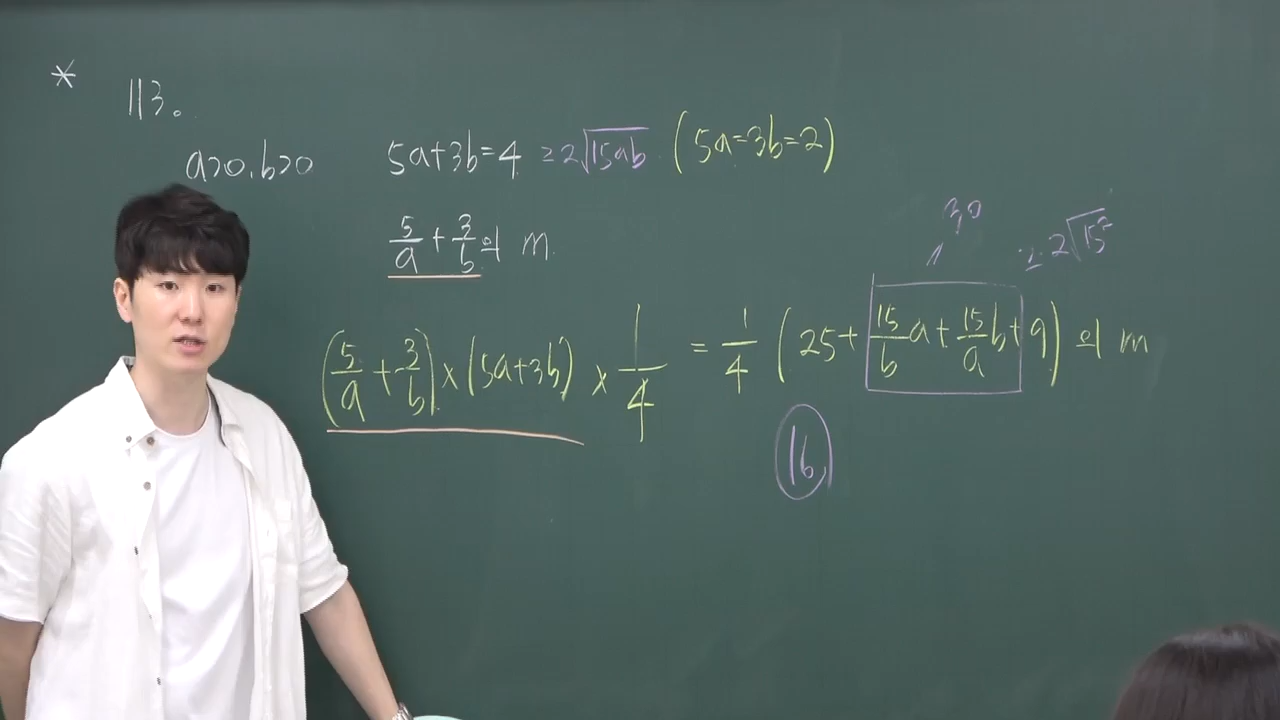 *
113.
a>0, b>0
5a+3b=4 ≥2√15ab (5a=3b=2)
5/a + 3/b의 m
30
≥ 2√15²
(5/a + 3/b) × (5a+3b) × 1/4 = 1/4 (25 + 15/b a + 15/a b + 9) 의 m
16